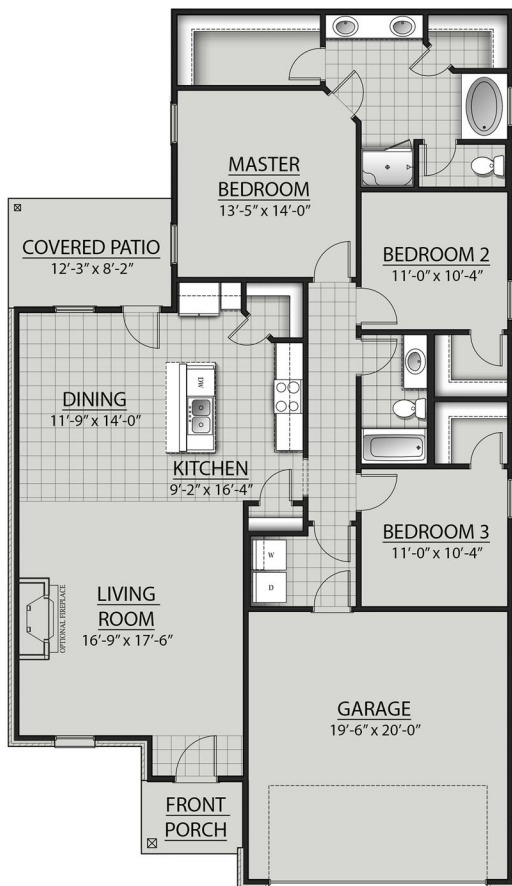 MASTER
BEDROOM
13'-5" x 14'-0"
COVERED PATIO
12'-3" x 8'-2"
BEDROOM 2
11'-0" x 10'-4"
DW
DINING
11'-9" x 14'-0"
KITCHEN
9'-2" x 16'-4"
BEDROOM 3
11'-0" x 10'-4"
W
D
LIVING
ROOM
16'-9" x 17'-6"
OPTIONAL FIREPLACE
GARAGE
19'-6" x 20'-0"
FRONT
PORCH